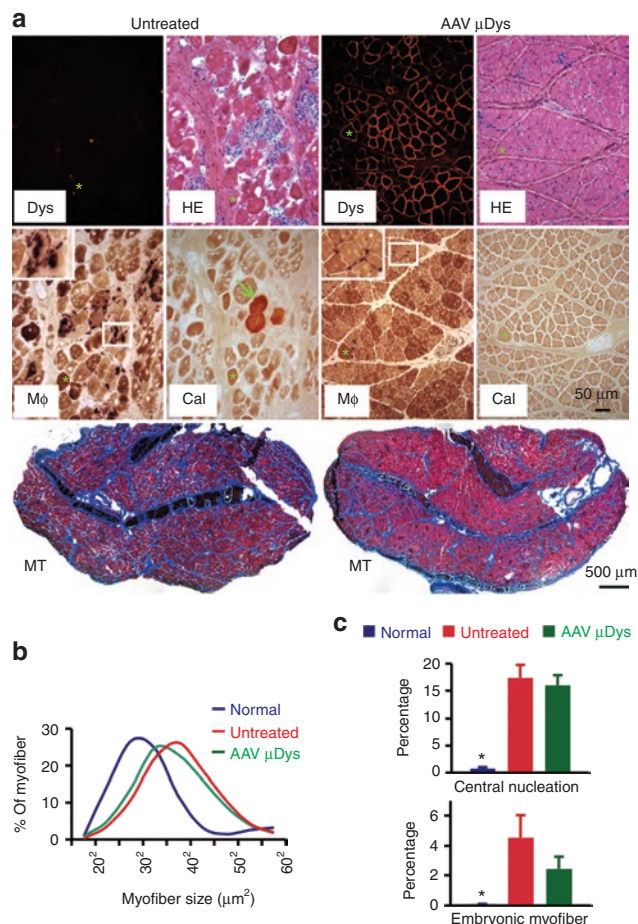 a
Untreated
AAV μDys
Dys
HE
Dys
HE
*
*
*
*
Mϕ
Cal
Mϕ
Cal
50 μm
*
*
*
*
MT
MT
500 μm
b
Normal
Untreated
AAV μDys
% Of myofiber
30
20
10
0
20²
30²
40²
50²
60²
Myofiber size (μm²)
c
Normal
Untreated
AAV μDys
Percentage
20
15
10
5
0
*
Central nucleation
Percentage
6
4
2
0
*
Embryonic myofiber